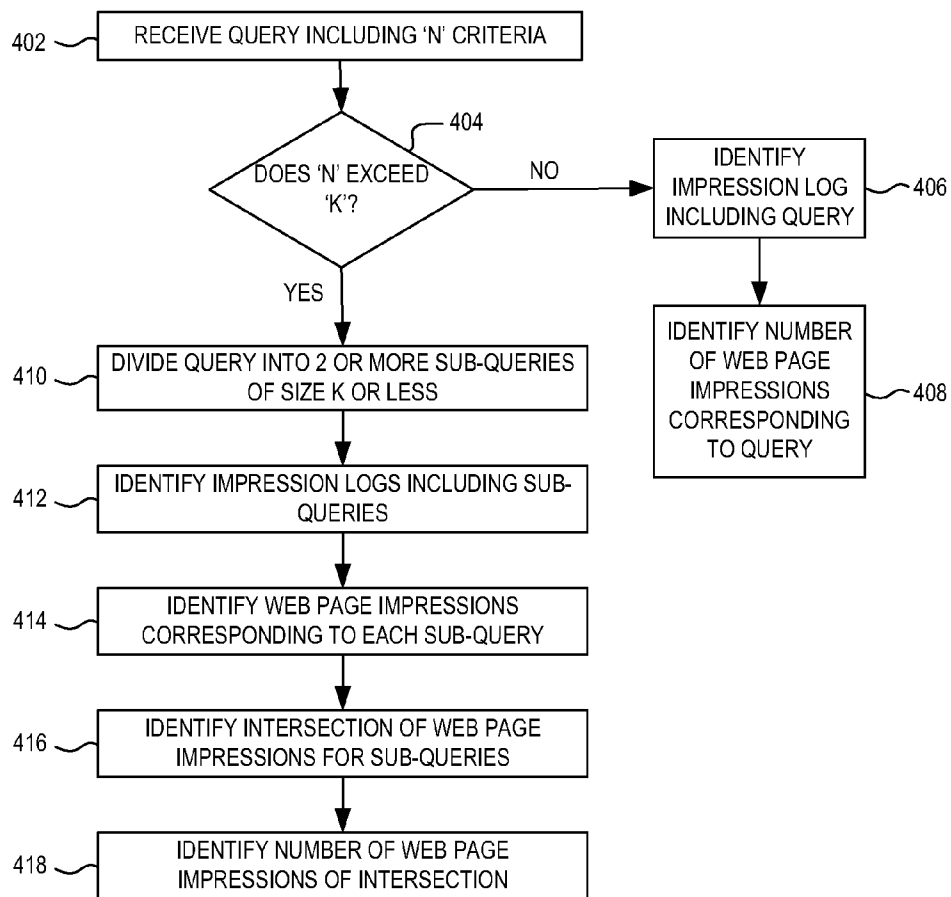 402
RECEIVE QUERY INCLUDING ‘N’ CRITERIA
404
DOES ‘N’ EXCEED
‘K’?
NO
YES
IDENTIFY
IMPRESSION LOG
INCLUDING QUERY
406
IDENTIFY NUMBER
OF WEB PAGE
IMPRESSIONS
CORRESPONDING
TO QUERY
408
410
DIVIDE QUERY INTO 2 OR MORE SUB-QUERIES
OF SIZE K OR LESS
412
IDENTIFY IMPRESSION LOGS INCLUDING SUB-
QUERIES
414
IDENTIFY WEB PAGE IMPRESSIONS
CORRESPONDING TO EACH SUB-QUERY
416
IDENTIFY INTERSECTION OF WEB PAGE
IMPRESSIONS FOR SUB-QUERIES
418
IDENTIFY NUMBER OF WEB PAGE
IMPRESSIONS OF INTERSECTION